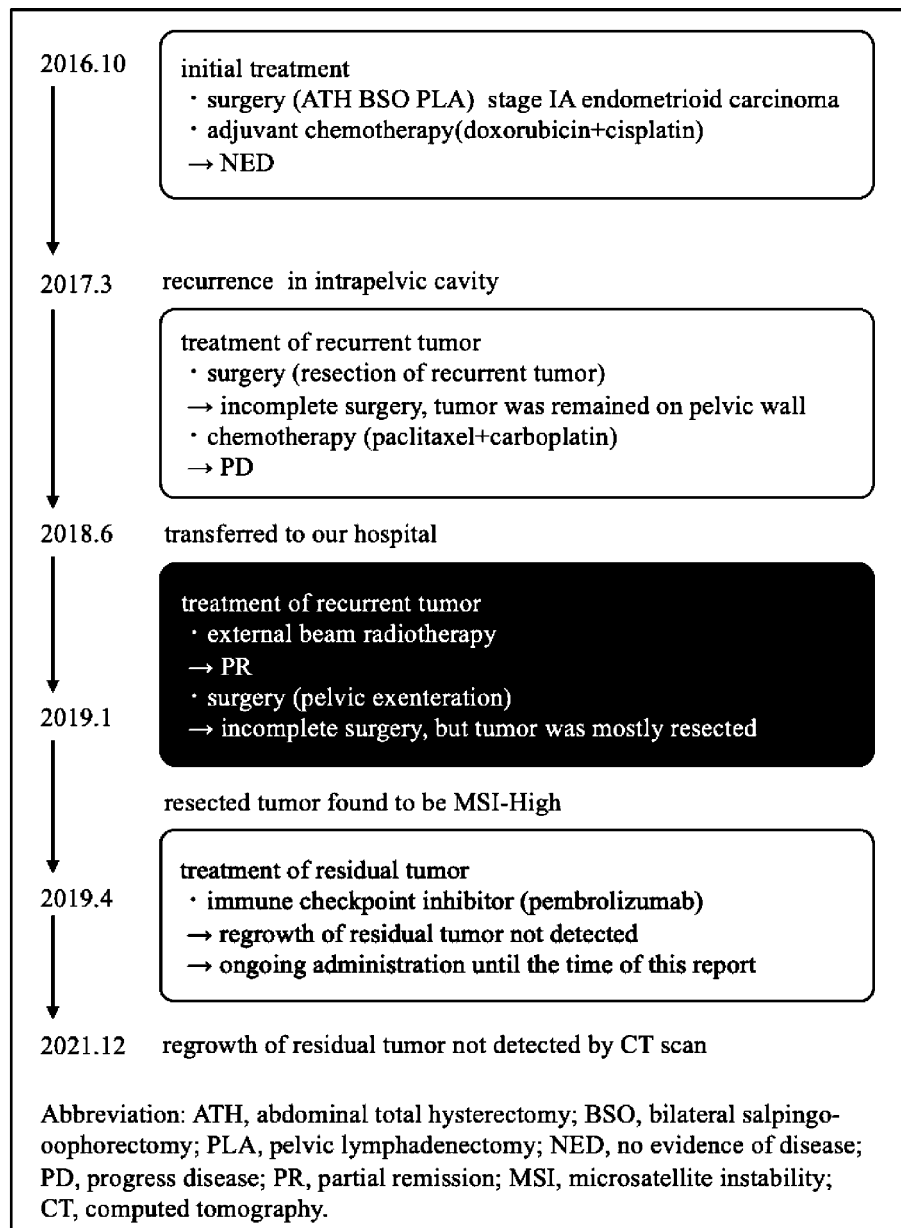 2016.10
initial treatment
・surgery (ATH BSO PLA) stage IA endometrioid carcinoma
・adjuvant chemotherapy(doxorubicin+cisplatin)
→ NED
2017.3 recurrence in intrapelvic cavity
treatment of recurrent tumor
・surgery (resection of recurrent tumor)
→ incomplete surgery, tumor was remained on pelvic wall
・chemotherapy (paclitaxel+carboplatin)
→ PD
2018.6 transferred to our hospital
treatment of recurrent tumor
・external beam radiotherapy
→ PR
・surgery (pelvic exenteration)
2019.1
→ incomplete surgery, but tumor was mostly resected
resected tumor found to be MSI-High
treatment of residual tumor
2019.4
・immune checkpoint inhibitor (pembrolizumab)
→ regrowth of residual tumor not detected
→ ongoing administration until the time of this report
2021.12 regrowth of residual tumor not detected by CT scan
Abbreviation: ATH, abdominal total hysterectomy; BSO, bilateral salpingo-
oophorectomy; PLA, pelvic lymphadenectomy; NED, no evidence of disease;
PD, progress disease; PR, partial remission; MSI, microsatellite instability;
CT, computed tomography.